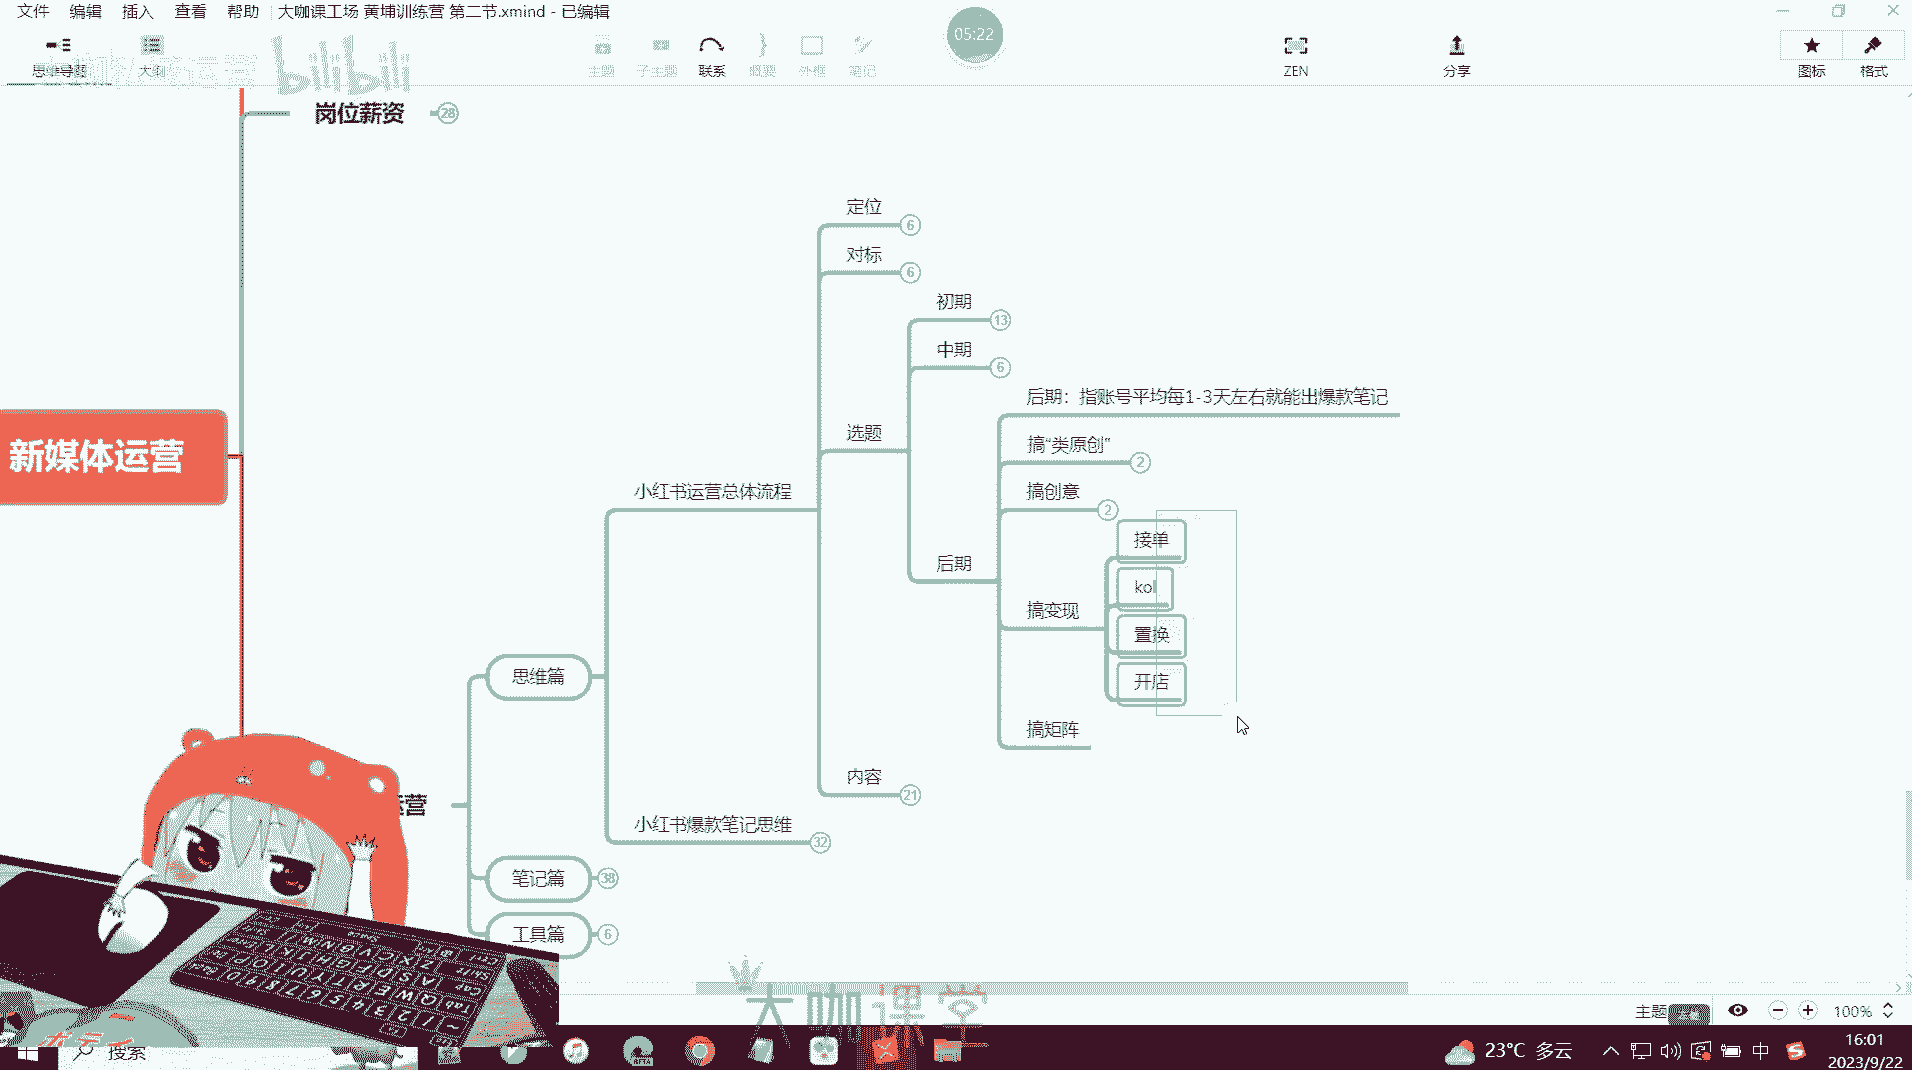 文件 编辑 插入 查看 帮助 大咖课工场 黄埔训练营 第二节.xmind - 已编辑
思维导图 大纲 主题 子主题 联系 概要 外框 笔记 05:22 ZEN 分享 图标 格式
bilibili
岗位薪资 28
定位 6
对标 6
初期 13
中期 6
后期：指账号平均每1-3天左右就能出爆款笔记
选题
搞“类原创” 2
新媒体运营
小红书运营总体流程
搞创意 2
接单
后期
kol
搞变现
置换
思维篇
开店
搞矩阵
内容 21
运营
小红书爆款笔记思维 32
笔记篇 38
工具篇 6
大咖课堂
主题 100%
搜索
BETA
23°C 多云
中
16:01
2023/9/22